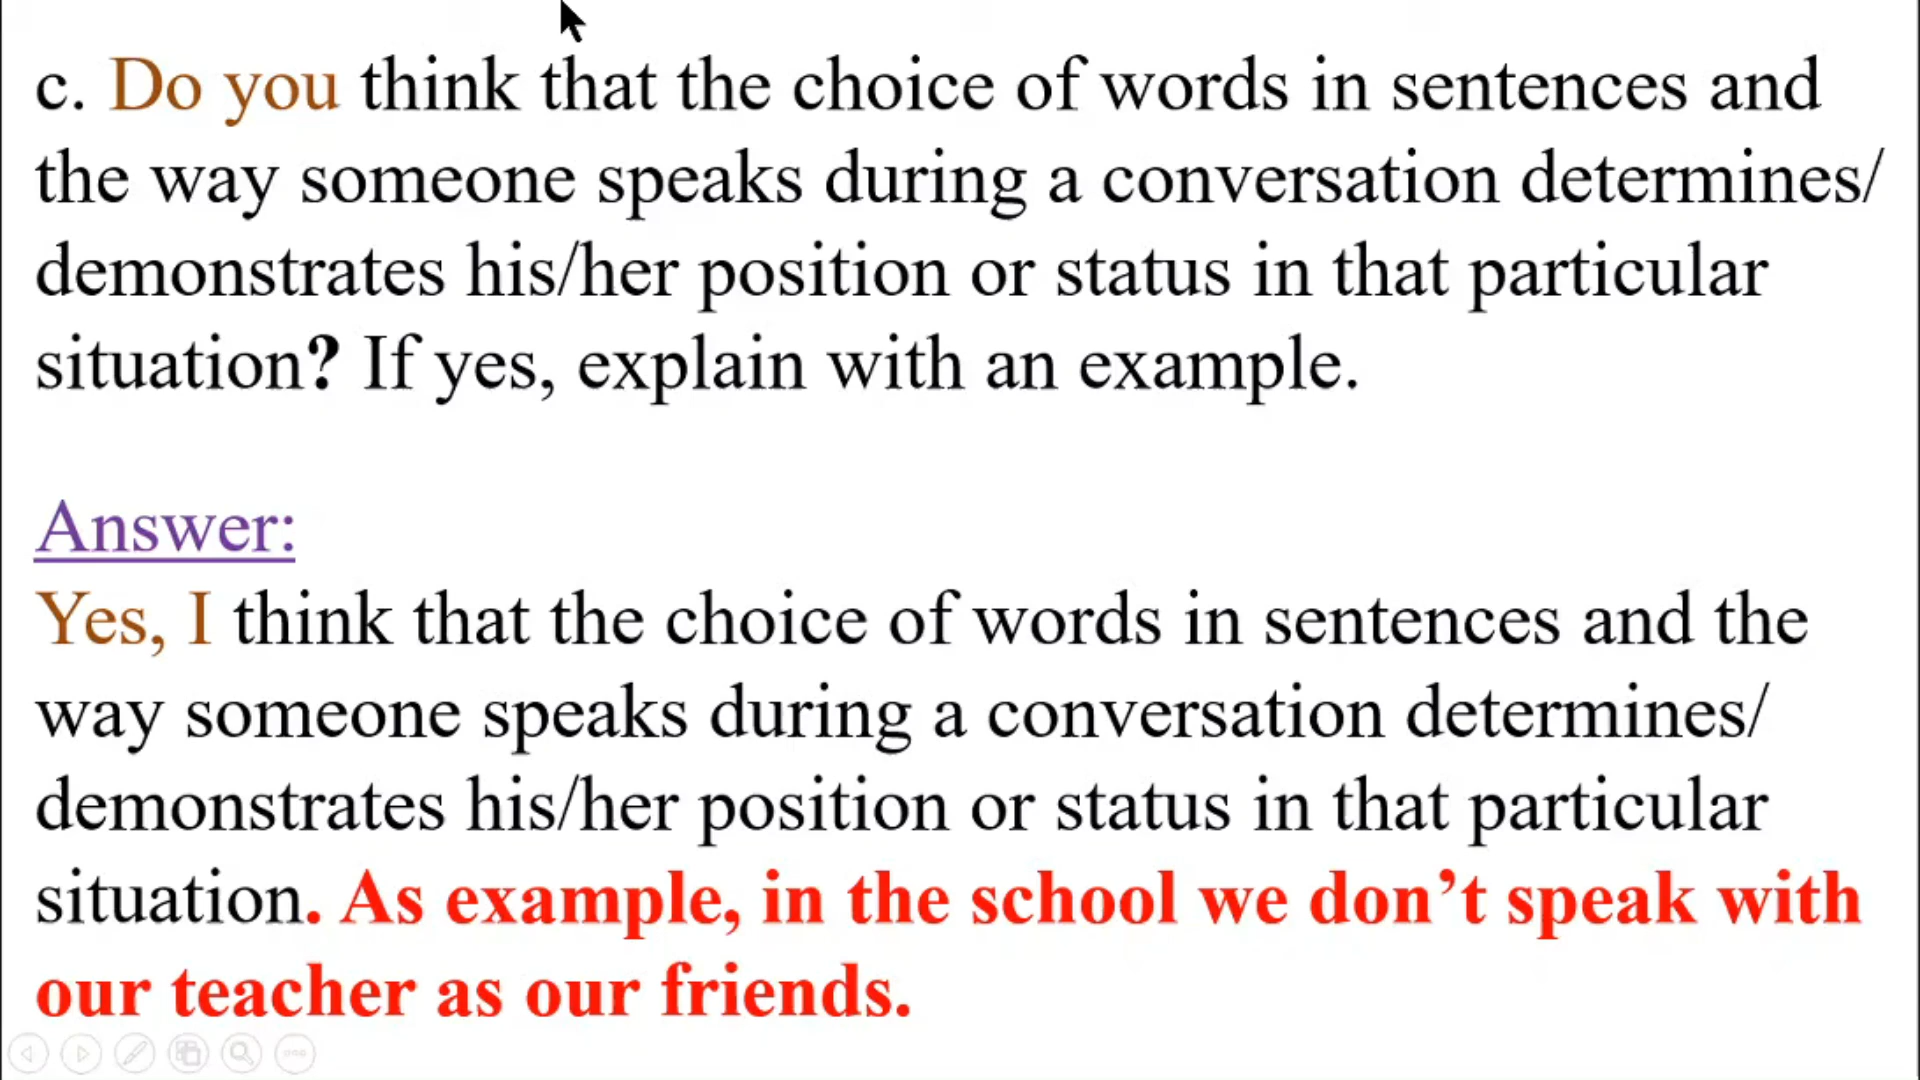 c. Do you think that the choice of words in sentences and
the way someone speaks during a conversation determines/
demonstrates his/her position or status in that particular
situation? If yes, explain with an example.
Answer:
Yes, I think that the choice of words in sentences and the
way someone speaks during a conversation determines/
demonstrates his/her position or status in that particular
situation. As example, in the school we don’t speak with
our teacher as our friends.